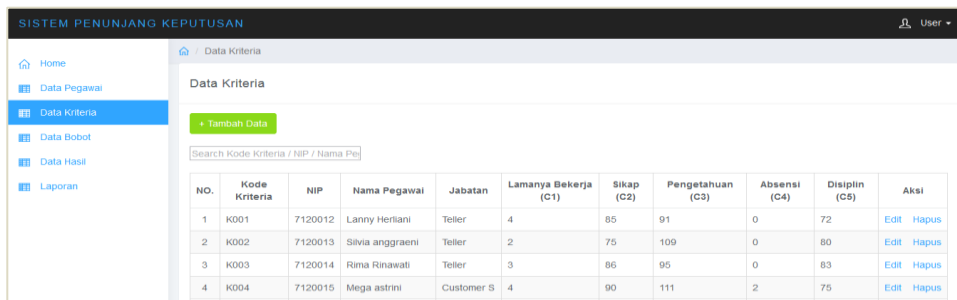 SISTEM PENUNJANG KEPUTUSAN
User
Home
Data Pegawai
Data Kriteria
Data Bobot
Data Hasil
Laporan
/ Data Kriteria
Data Kriteria
+ Tambah Data
Search Kode Kriteria / NIP / Nama Pe
NO. Kode Kriteria NIP Nama Pegawai Jabatan Lamanya Bekerja (C1) Sikap (C2) Pengetahuan (C3) Absensi (C4) Disiplin (C5) Aksi
1 K001 7120012 Lanny Herliani Teller 4 85 91 0 72 Edit Hapus
2 K002 7120013 Silvia anggraeni Teller 2 75 109 0 80 Edit Hapus
3 K003 7120014 Rima Rinawati Teller 3 86 95 0 83 Edit Hapus
4 K004 7120015 Mega astrini Customer S 4 90 111 2 75 Edit Hapus